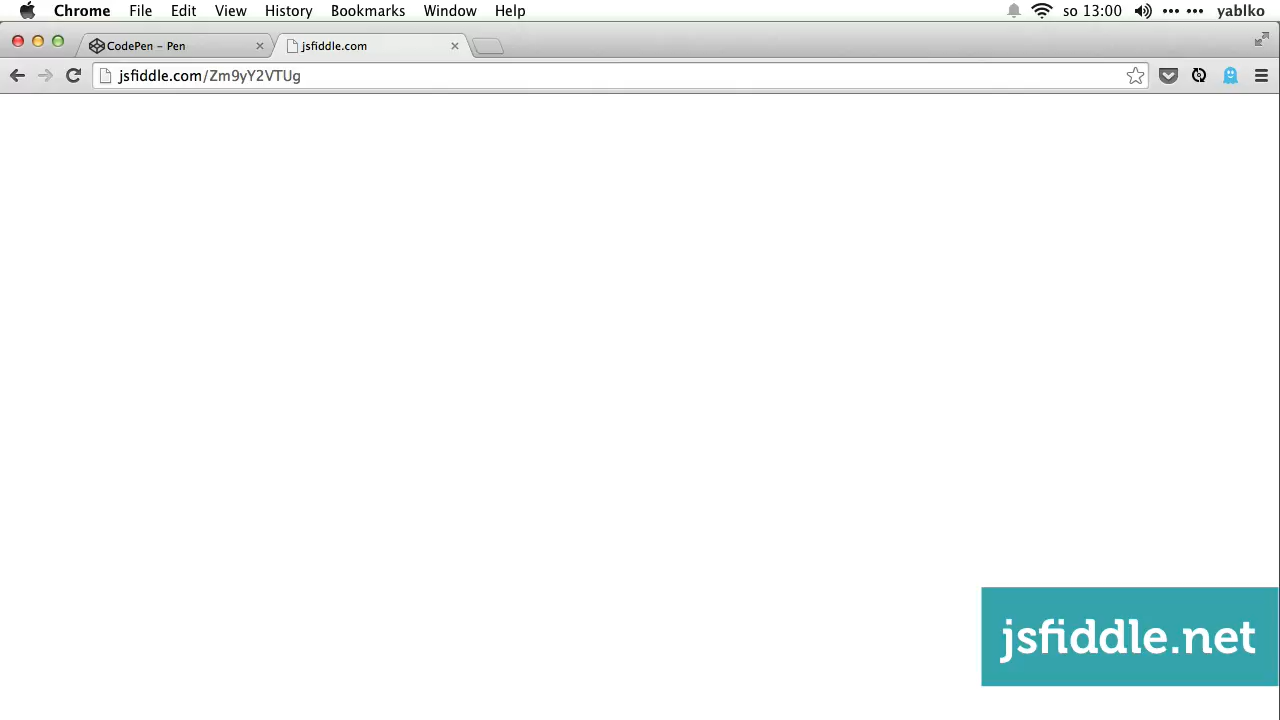 Chrome File Edit View History Bookmarks Window Help so 13:00 yablko
CodePen - Pen jsfiddle.com
jsfiddle.com/Zm9yY2VTUg
jsfiddle.net